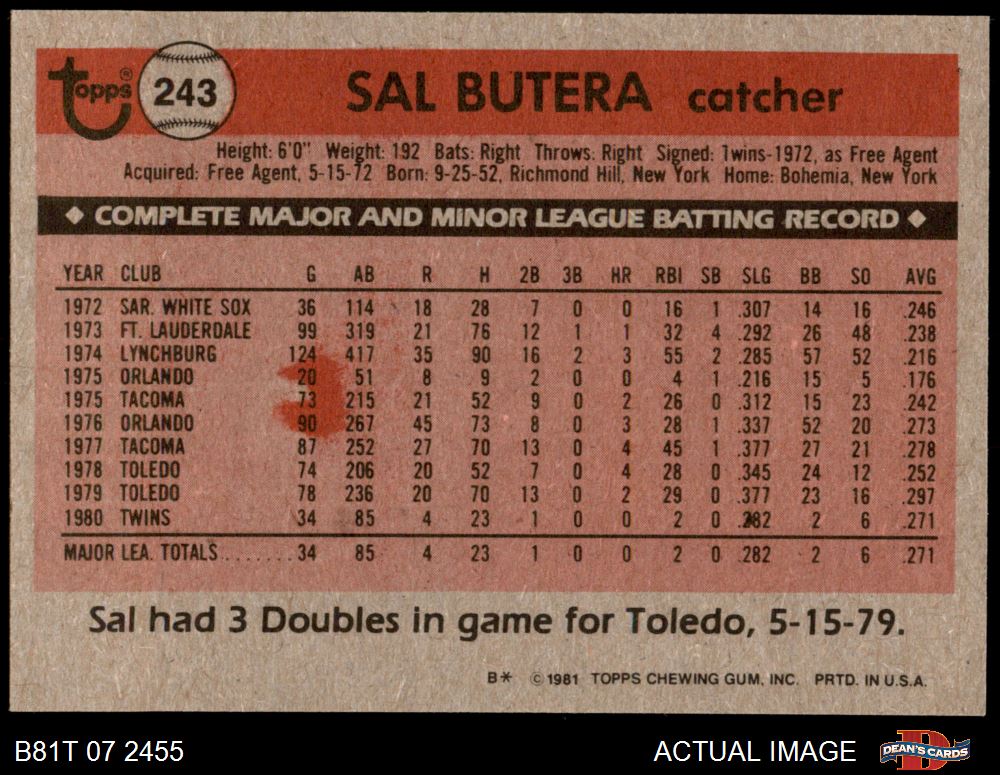 topps® 243 SAL BUTERA catcher
Height: 6'0" Weight: 192 Bats: Right Throws: Right Signed: Twins-1972, as Free Agent
Acquired: Free Agent, 5-15-72 Born: 9-25-52, Richmond Hill, New York Home: Bohemia, New York
◆ COMPLETE MAJOR AND MINOR LEAGUE BATTING RECORD ◆
YEAR CLUB G AB R H 2B 3B HR RBI SB SLG BB SO AVG
1972 SAR. WHITE SOX 36 114 18 28 7 0 0 16 1 .307 14 16 .246
1973 FT. LAUDERDALE 99 319 21 76 12 1 1 32 4 .292 26 48 .238
1974 LYNCHBURG 124 417 35 90 16 2 3 55 2 .285 57 52 .216
1975 ORLANDO 20 51 8 9 2 0 0 4 1 .216 15 5 .176
1975 TACOMA 73 215 21 52 9 0 2 26 0 .312 15 23 .242
1976 ORLANDO 90 267 45 73 8 0 3 28 1 .337 52 20 .273
1977 TACOMA 87 252 27 70 13 0 4 45 1 .377 27 21 .278
1978 TOLEDO 74 206 20 52 7 0 4 28 0 .345 24 12 .252
1979 TOLEDO 78 236 20 70 13 0 2 29 0 .377 23 16 .297
1980 TWINS 34 85 4 23 1 0 0 2 0 .282 2 6 .271
MAJOR LEA. TOTALS....... 34 85 4 23 1 0 0 2 0 .282 2 6 .271
Sal had 3 Doubles in game for Toledo, 5-15-79.
B* © 1981 TOPPS CHEWING GUM, INC. PRTD. IN U.S.A.
B81T 07 2455 ACTUAL IMAGE DEAN'S CARDS